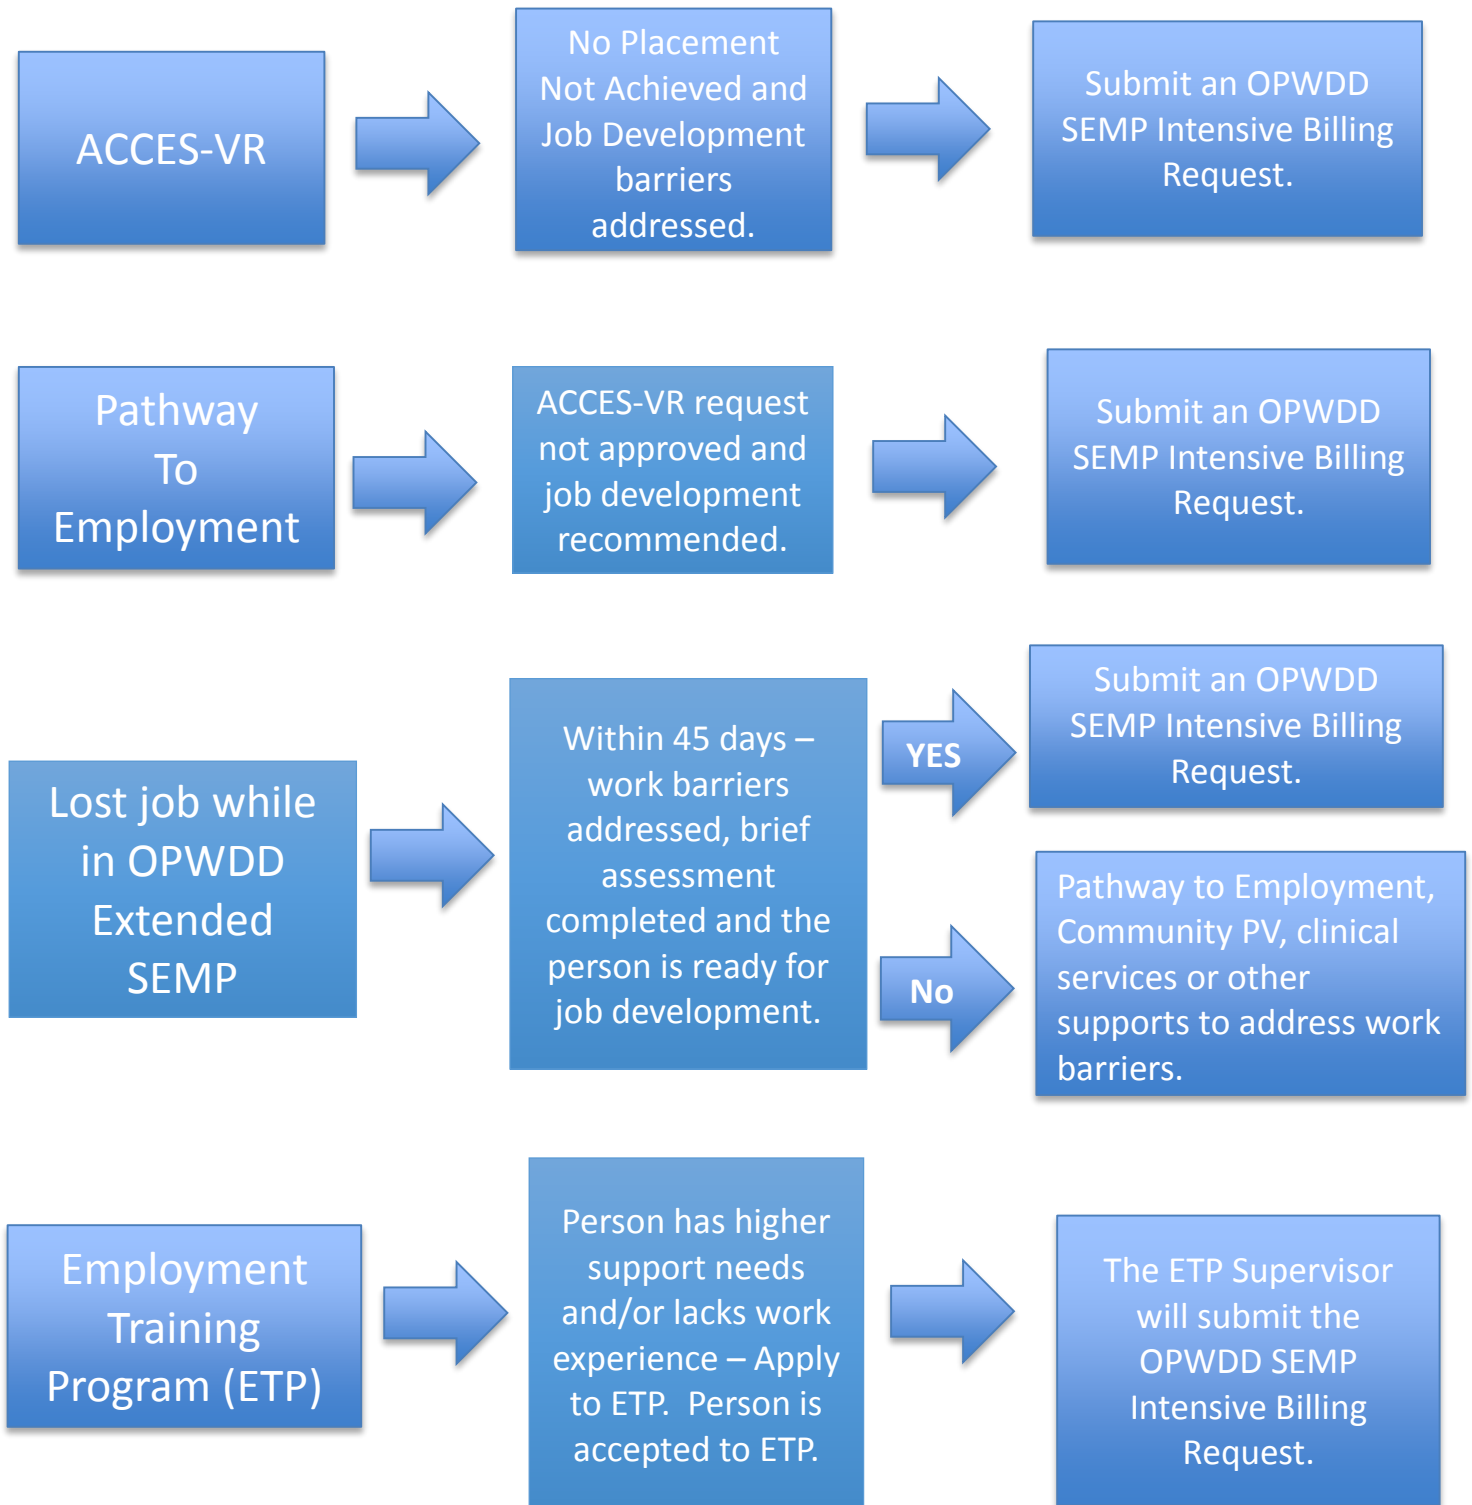 ACCES-VR
No Placement
Not Achieved and
Job Development
barriers
addressed.
Submit an OPWDD
SEMP Intensive Billing
Request.
Pathway
To
Employment
ACCES-VR request
not approved and
job development
recommended.
Submit an OPWDD
SEMP Intensive Billing
Request.
Lost job while
in OPWDD
Extended
SEMP
Within 45 days –
work barriers
addressed, brief
assessment
completed and the
person is ready for
job development.
YES
Submit an OPWDD
SEMP Intensive Billing
Request.
No
Pathway to Employment,
Community PV, clinical
services or other
supports to address work
barriers.
Employment
Training
Program (ETP)
Person has higher
support needs
and/or lacks work
experience – Apply
to ETP.  Person is
accepted to ETP.
The ETP Supervisor
will submit the
OPWDD SEMP
Intensive Billing
Request.